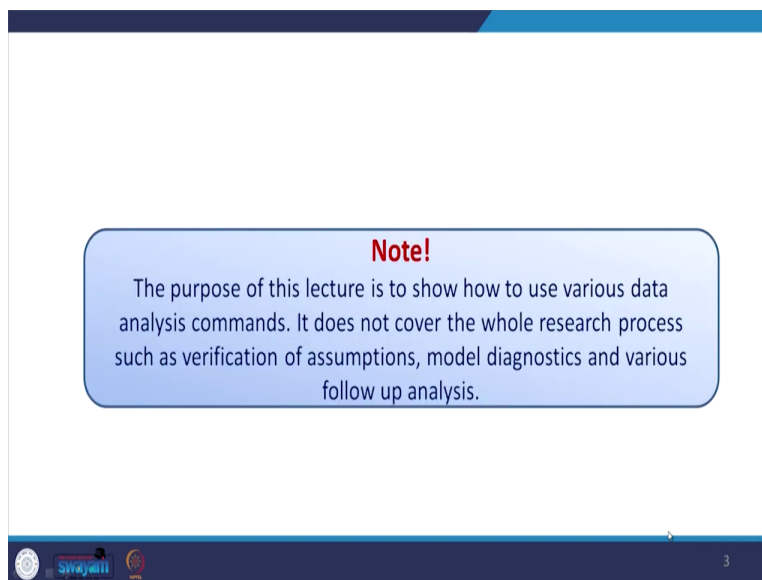 Note!
The purpose of this lecture is to show how to use various data
analysis commands. It does not cover the whole research process
such as verification of assumptions, model diagnostics and various
follow up analysis.
swayam
3